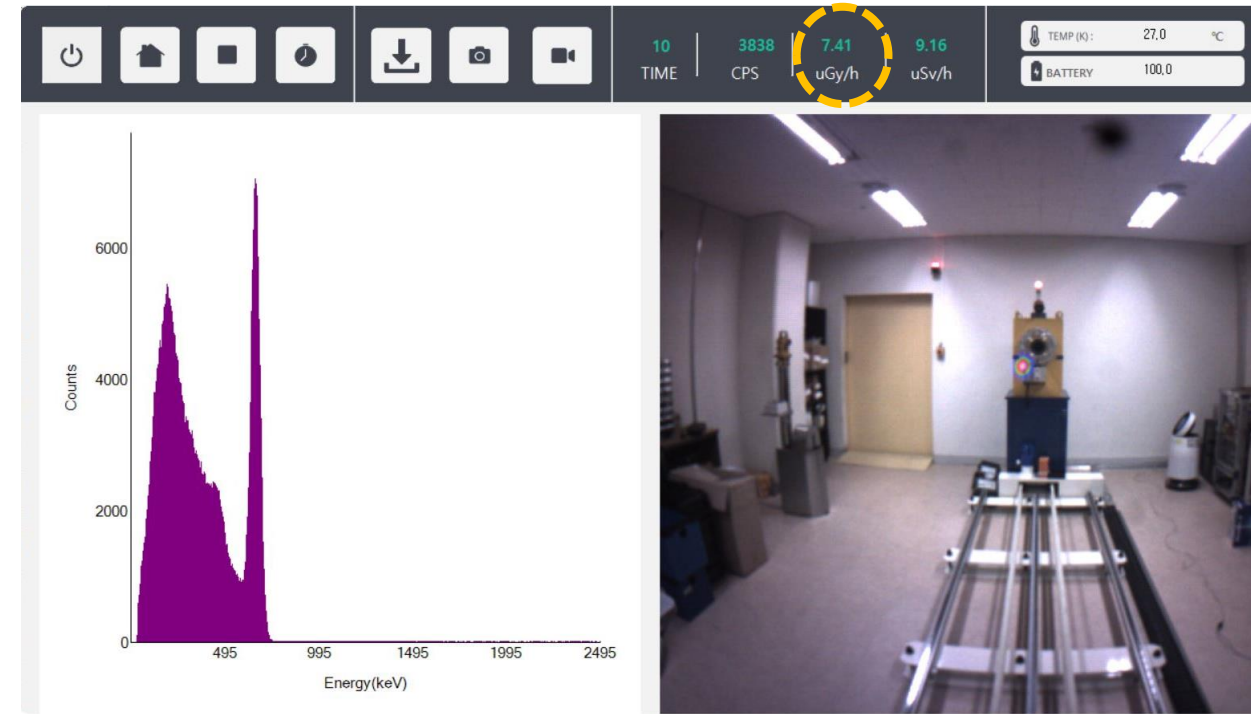 10 3838 7.41 9.16
TIME CPS uGy/h uSv/h
TEMP (K) : 27,0 ℃
BATTERY 100,0
6000
4000
2000
0
Counts
495 995 1495 1995 2495
Energy(keV)